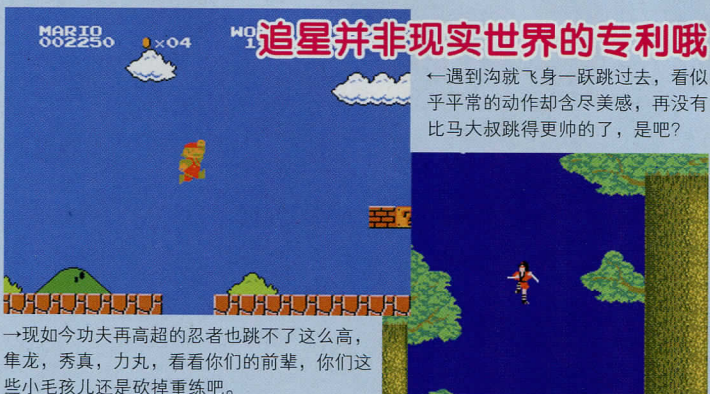 追星并非现实世界的专利哦
MARIO
002250 ×04
←遇到沟就飞身一跃跳过去，看似
乎平常的动作却含尽美感，再没有
比马大叔跳得更帅的了，是吧？
→现如今功夫再高超的忍者也跳不了这么高，
隼龙，秀真，力丸，看看你们的前辈，你们这
些小毛孩儿还是砍掉重练吧。